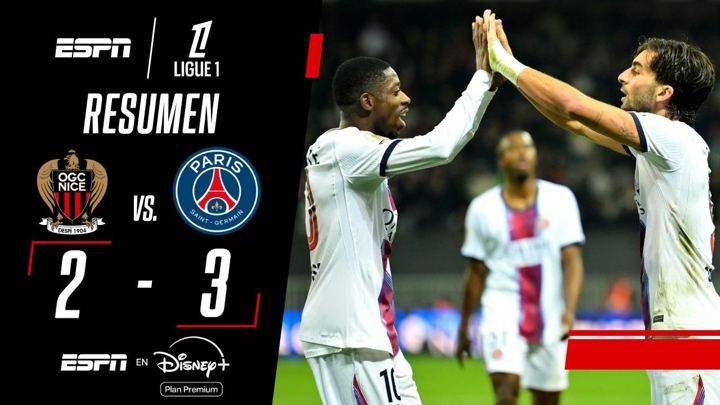 ESPN
LIGUE 1
RESUMEN
OGC
NICE
DEPUIS 1904
VS.
PARIS
SAINT-GERMAIN
2 - 3
ESPN EN Disney+
Plan Premium
10